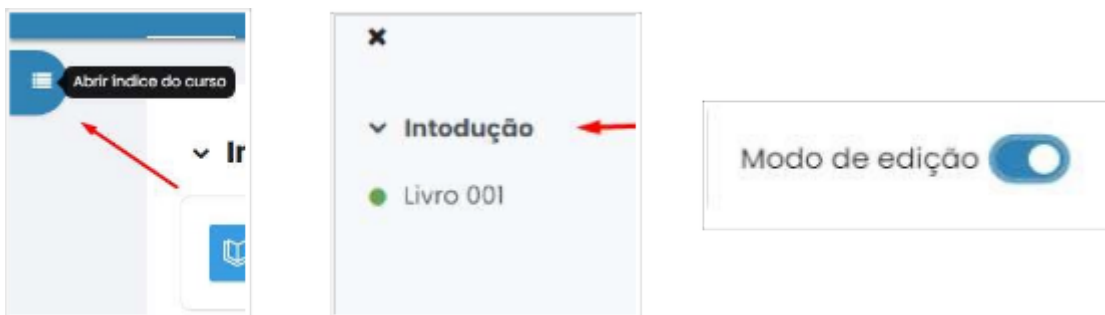 Abrir índice do curso
Ir
Intodução
Livro 001
Modo de edição